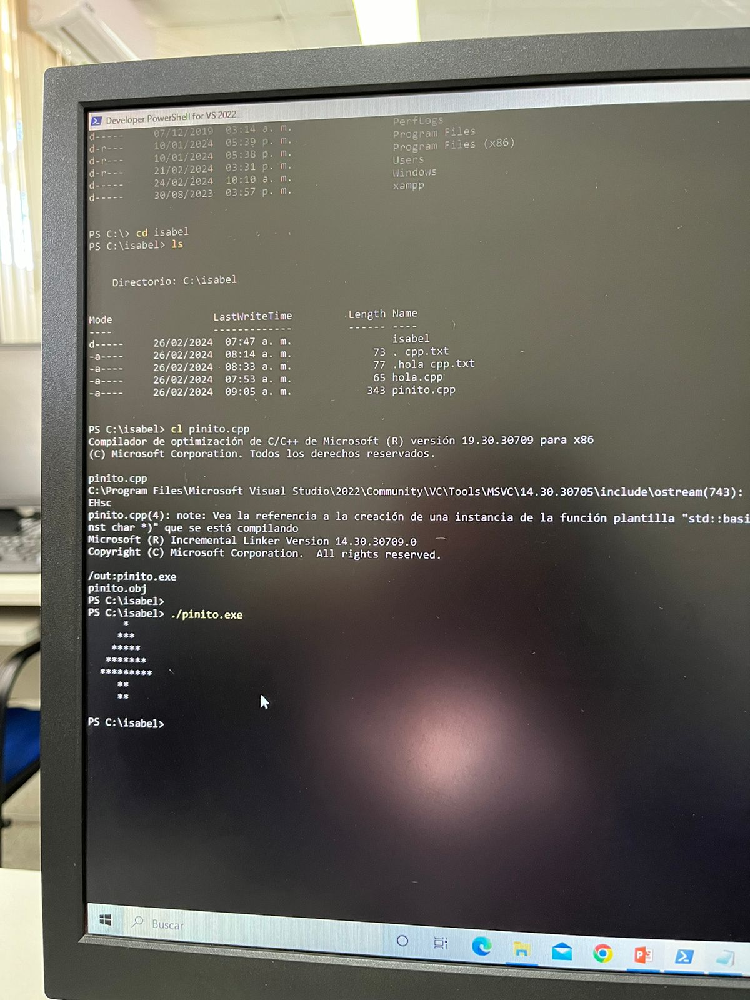 Developer PowerShell for VS 2022
d----- 07/12/2019 03:14 a. m. PerfLogs
d-r--- 10/01/2024 05:39 p. m. Program Files
d-r--- 10/01/2024 05:38 p. m. Program Files (x86)
d-r--- 21/02/2024 03:31 p. m. Users
d----- 24/02/2024 10:10 a. m. Windows
d----- 30/08/2023 03:57 p. m. xampp
PS C:\> cd isabel
PS C:\isabel> ls
Directorio: C:\isabel
Mode LastWriteTime Length Name
---- ------------- ------ ----
d----- 26/02/2024 07:47 a. m. isabel
-a---- 26/02/2024 08:14 a. m. 73 . cpp.txt
-a---- 26/02/2024 08:33 a. m. 77 .hola cpp.txt
-a---- 26/02/2024 07:53 a. m. 65 hola.cpp
-a---- 26/02/2024 09:05 a. m. 343 pinito.cpp
PS C:\isabel> cl pinito.cpp
Compilador de optimización de C/C++ de Microsoft (R) versión 19.30.30709 para x86
(C) Microsoft Corporation. Todos los derechos reservados.
pinito.cpp
C:\Program Files\Microsoft Visual Studio\2022\Community\VC\Tools\MSVC\14.30.30705\include\ostream(743):
EHsc
pinito.cpp(4): note: Vea la referencia a la creación de una instancia de la función plantilla "std::basi
nst char *)" que se está compilando
Microsoft (R) Incremental Linker Version 14.30.30709.0
Copyright (C) Microsoft Corporation.  All rights reserved.
/out:pinito.exe
pinito.obj
PS C:\isabel>
PS C:\isabel> ./pinito.exe
*
***
*****
*******
*********
**
**
PS C:\isabel>
Buscar